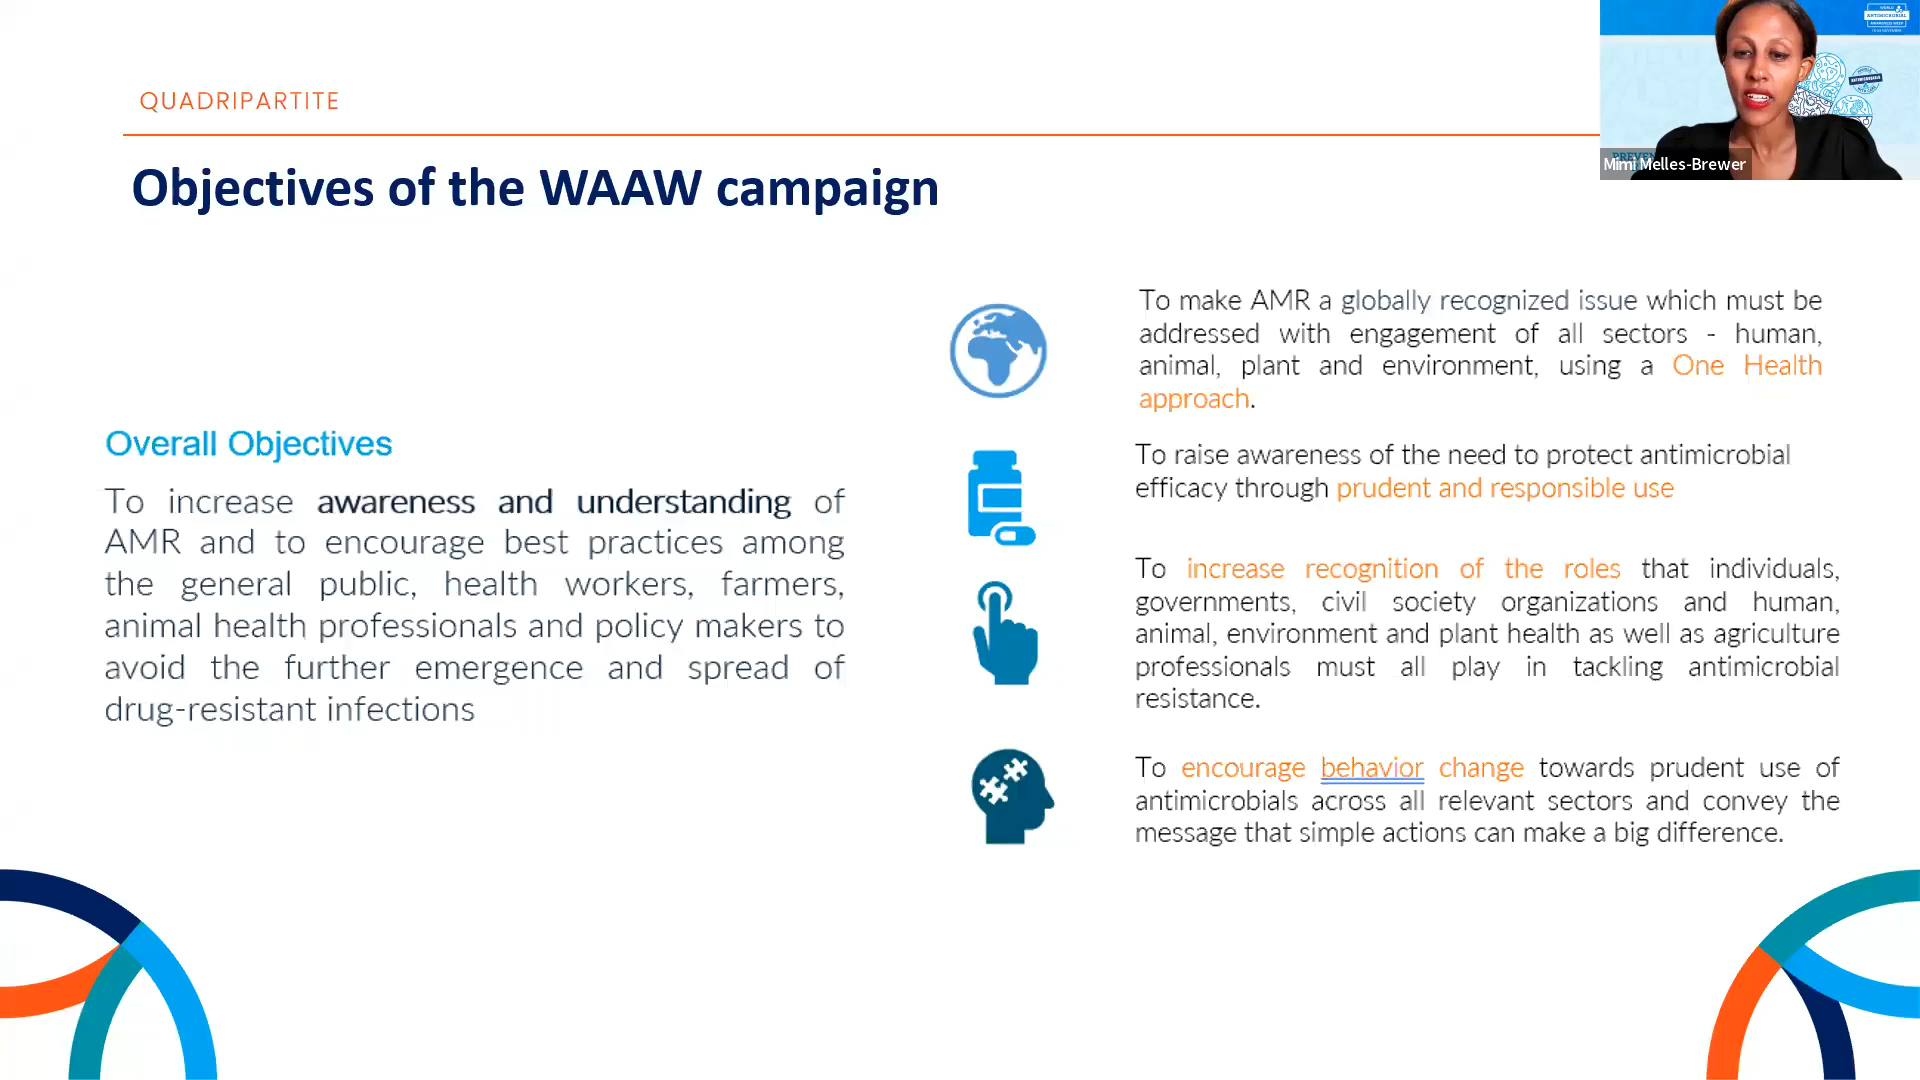 QUADRIPARTITE
Objectives of the WAAW campaign
Overall Objectives
To increase awareness and understanding of
AMR and to encourage best practices among
the general public, health workers, farmers,
animal health professionals and policy makers to
avoid the further emergence and spread of
drug-resistant infections
To make AMR a globally recognized issue which must be
addressed with engagement of all sectors - human,
animal, plant and environment, using a One Health
approach.
To raise awareness of the need to protect antimicrobial
efficacy through prudent and responsible use
To increase recognition of the roles that individuals,
governments, civil society organizations and human,
animal, environment and plant health as well as agriculture
professionals must all play in tackling antimicrobial
resistance.
To encourage behavior change towards prudent use of
antimicrobials across all relevant sectors and convey the
message that simple actions can make a big difference.
WORLD
ANTIMICROBIAL
AWARENESS WEEK
ANTIMICROBIALS
Mimi Melles-Brewer